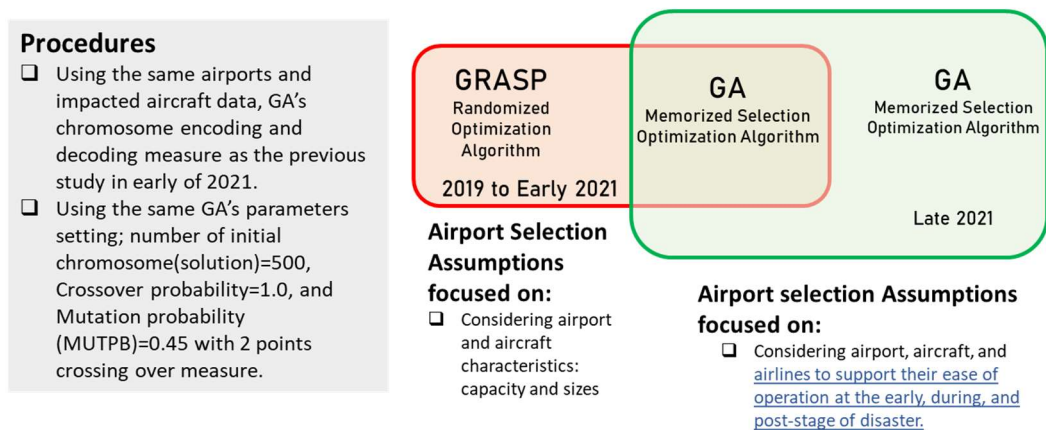 Procedures
❑ Using the same airports and
impacted aircraft data, GA's
chromosome encoding and
decoding measure as the previous
study in early of 2021.
❑ Using the same GA's parameters
setting; number of initial
chromosome(solution)=500,
Crossover probability=1.0, and
Mutation probability
(MUTPB)=0.45 with 2 points
crossing over measure.
GRASP
Randomized
Optimization
Algorithm
2019 to Early 2021
GA
Memorized Selection
Optimization Algorithm
GA
Memorized Selection
Optimization Algorithm
Late 2021
Airport Selection
Assumptions
focused on:
❑ Considering airport
and aircraft
characteristics:
capacity and sizes
Airport selection Assumptions
focused on:
❑ Considering airport, aircraft, and
airlines to support their ease of
operation at the early, during, and
post-stage of disaster.